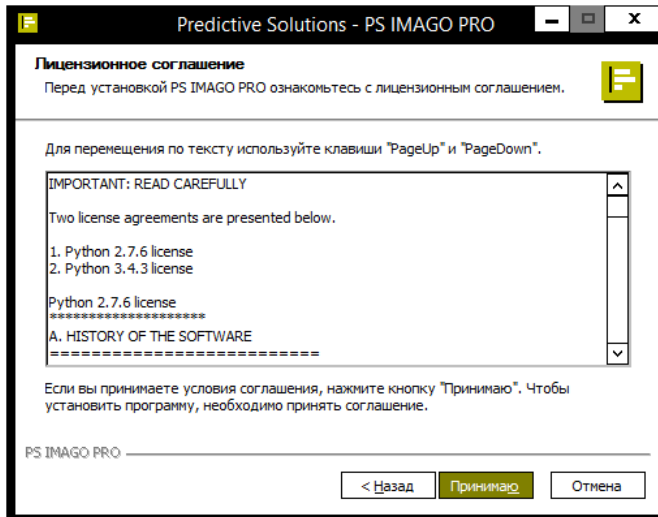 Predictive Solutions - PS IMAGO PRO
Лицензионное соглашение
Перед установкой PS IMAGO PRO ознакомьтесь с лицензионным соглашением.
Для перемещения по тексту используйте клавиши "PageUp" и "PageDown".
IMPORTANT: READ CAREFULLY
Two license agreements are presented below.
1. Python 2.7.6 license
2. Python 3.4.3 license
Python 2.7.6 license
********************
A. HISTORY OF THE SOFTWARE
==========================
Если вы принимаете условия соглашения, нажмите кнопку "Принимаю". Чтобы
установить программу, необходимо принять соглашение.
PS IMAGO PRO
< Назад Принимаю Отмена